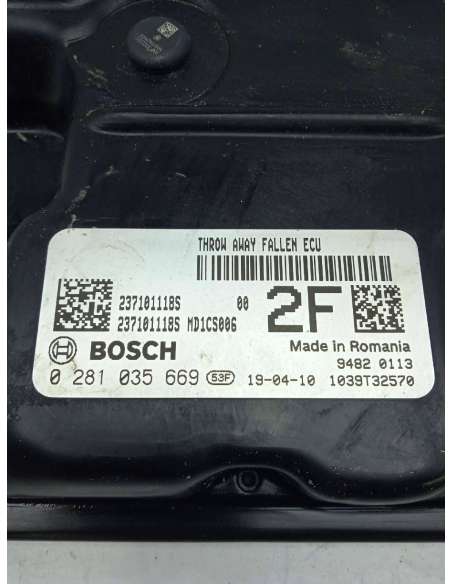 THROW AWAY FALLEN ECU
237101118S 00
237101118S MD1CS006
2F
BOSCH
Made in Romania
9482 0113
0 281 035 669 53F 19-04-10 1039T32570